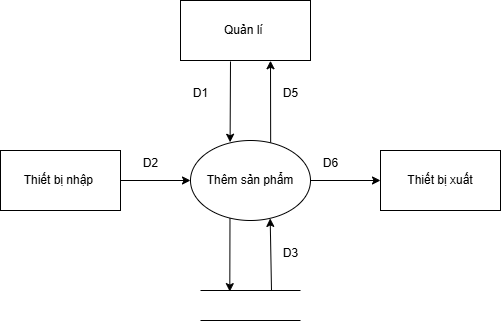 Quản lí
D1
D5
Thiết bị nhập
D2
Thêm sản phẩm
D6
Thiết bị xuất
D3